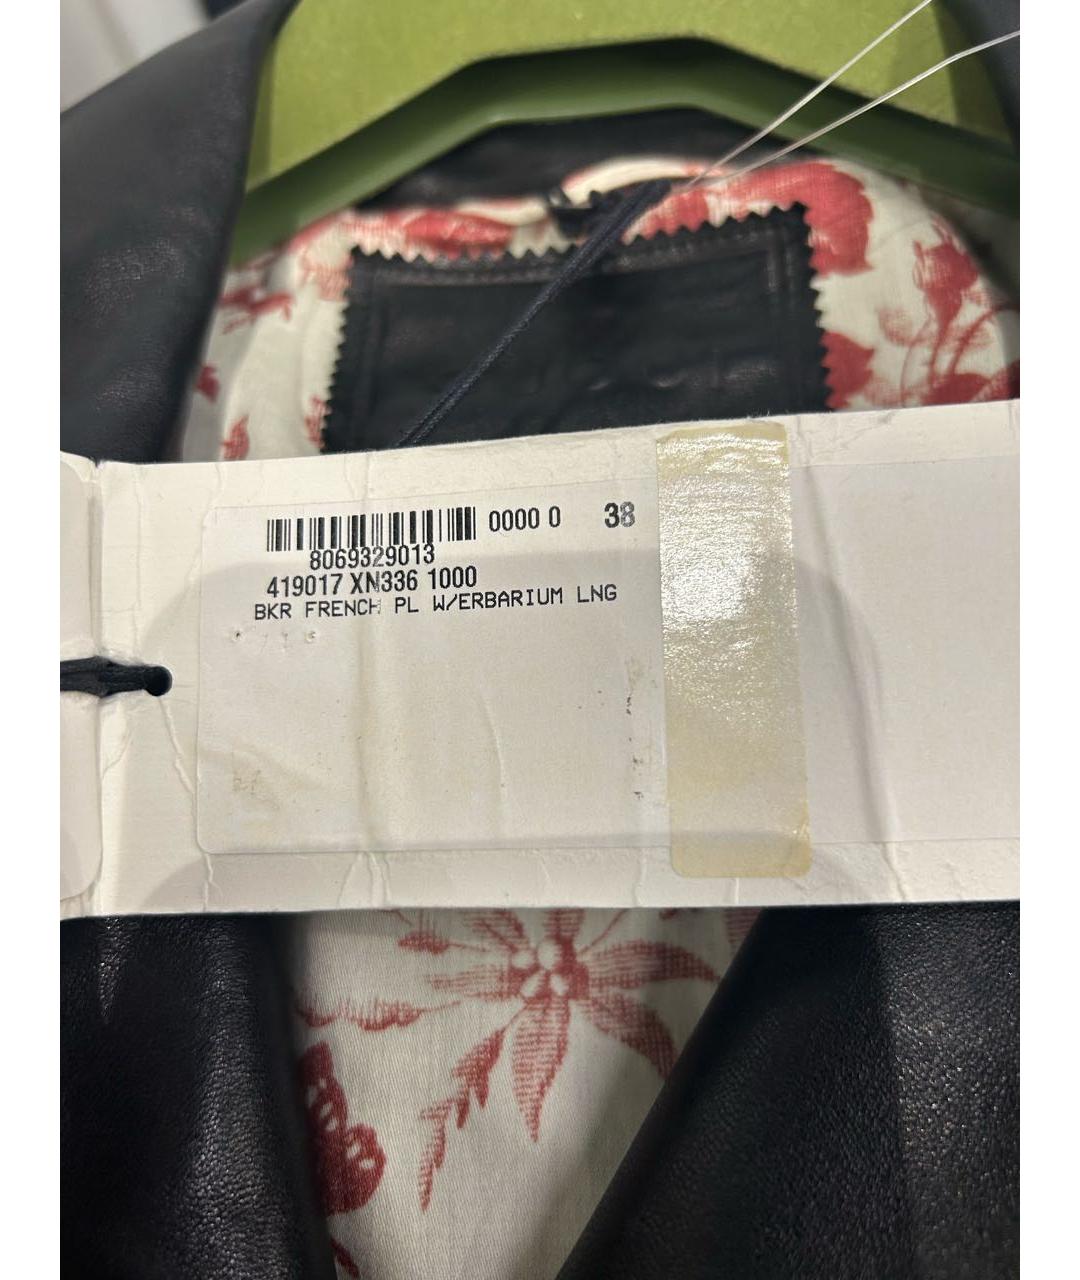 0000 0 38
8069329013
419017 XN336 1000
BKR FRENCH PL W/ERBARIUM LNG